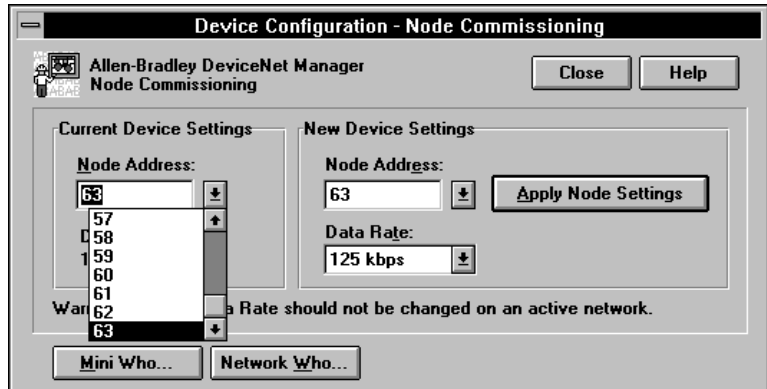 Device Configuration - Node Commissioning
Allen-Bradley DeviceNet Manager
Node Commissioning
Close
Help
Current Device Settings
Node Address:
63
57
58
59
60
61
62
63
D
1
New Device Settings
Node Address:
63
Data Rate:
125 kbps
Apply Node Settings
War a Rate should not be changed on an active network.
Mini Who...
Network Who...